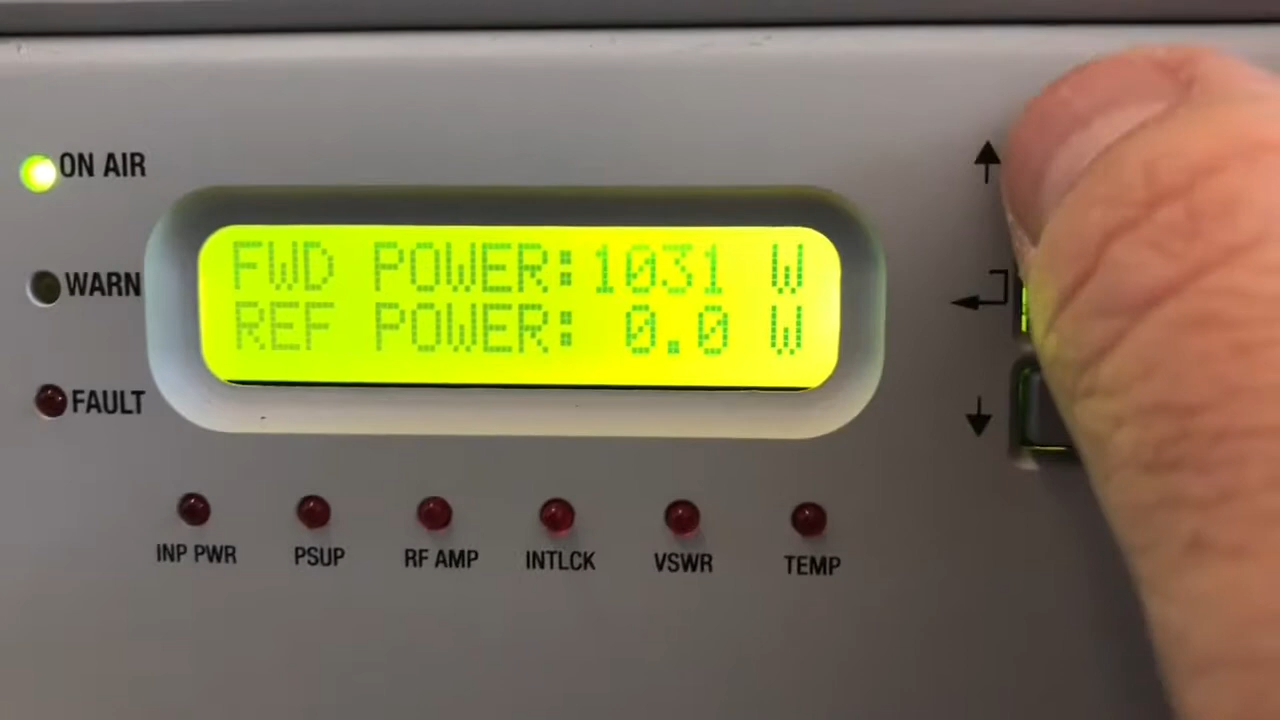 ON AIR
WARN
FAULT
FWD POWER:1031 W
REF POWER: 0.0 W
INP PWR
PSUP
RF AMP
INTLCK
VSWR
TEMP